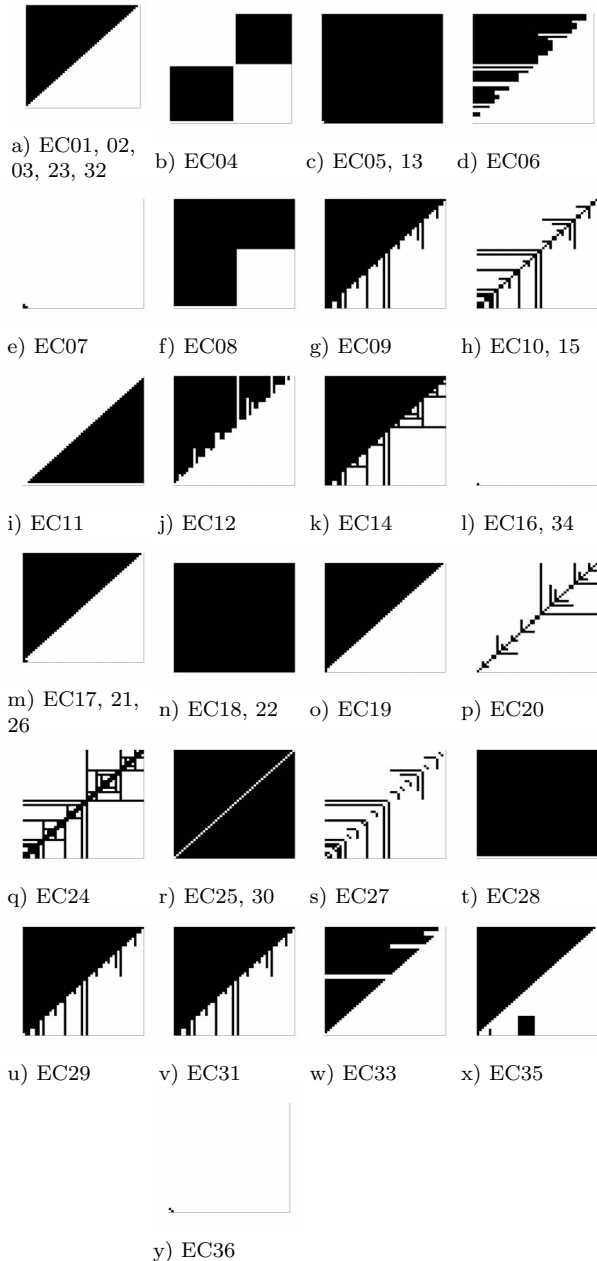 a) EC01, 02,
03, 23, 32
b) EC04
c) EC05, 13
d) EC06
e) EC07
f) EC08
g) EC09
h) EC10, 15
i) EC11
j) EC12
k) EC14
l) EC16, 34
m) EC17, 21,
26
n) EC18, 22
o) EC19
p) EC20
q) EC24
r) EC25, 30
s) EC27
t) EC28
u) EC29
v) EC31
w) EC33
x) EC35
y) EC36